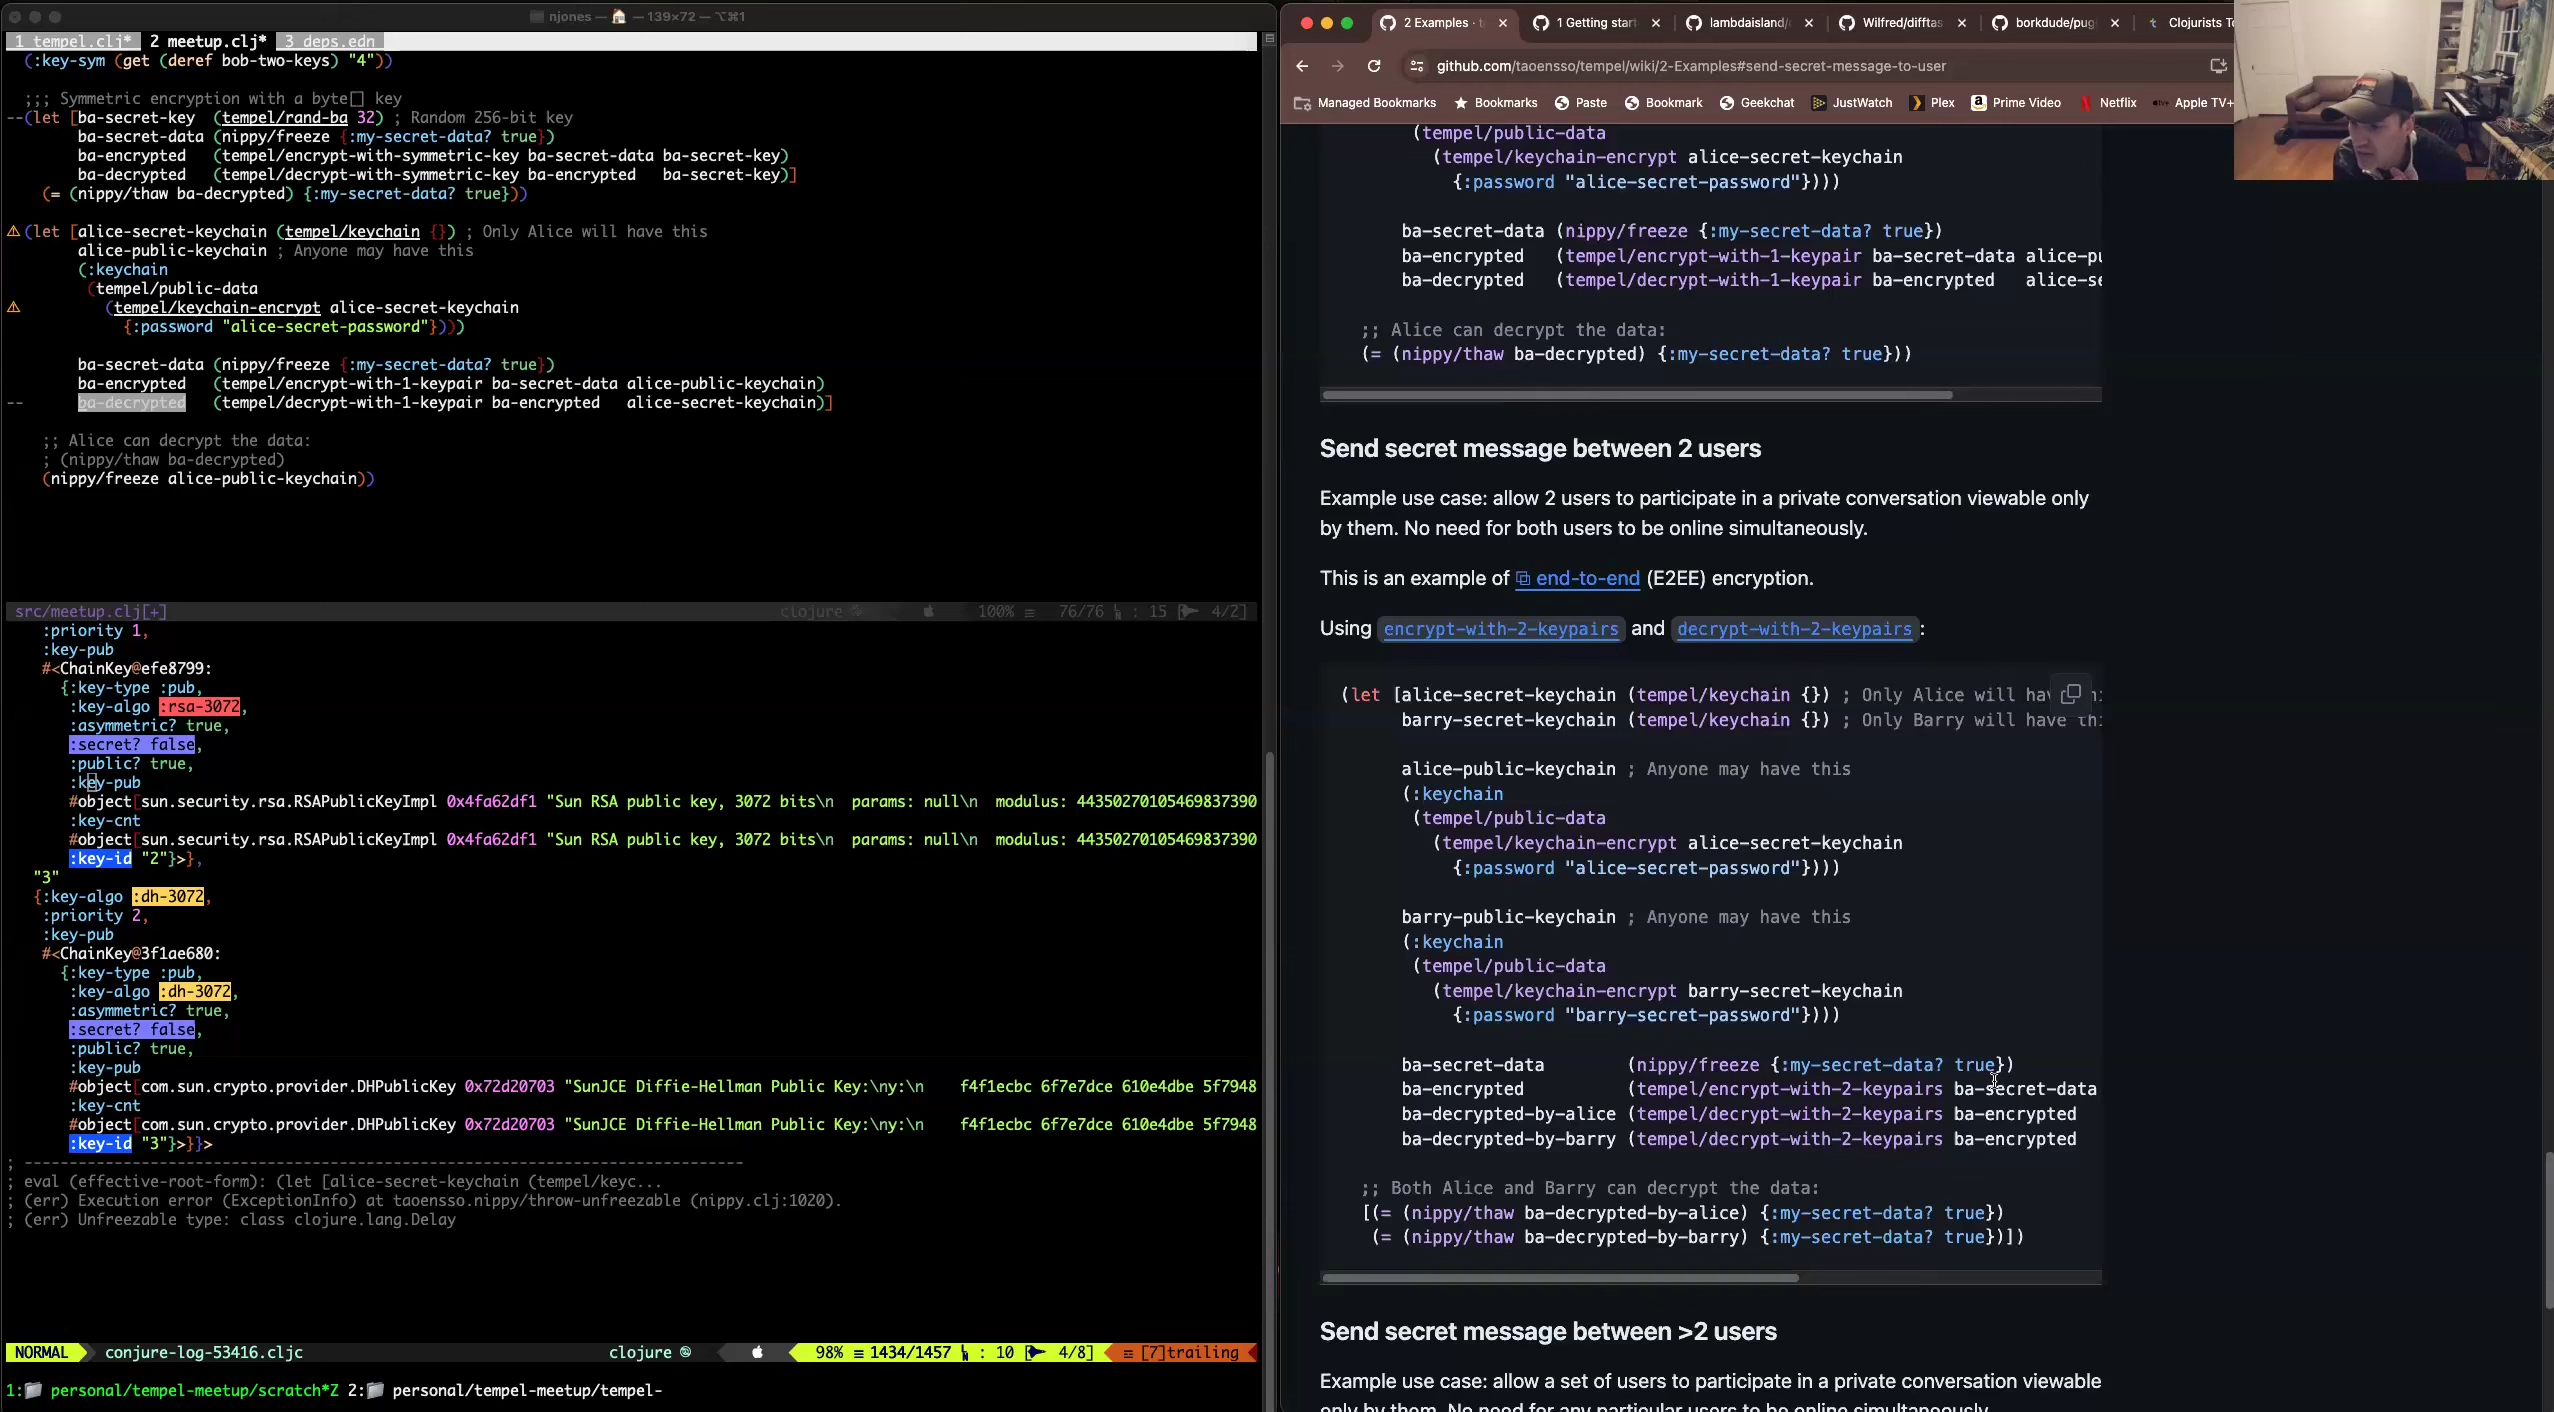 njones — 🏠 — 139×72 — ⌥⌘1
1 tempel.clj* 2 meetup.clj* 3 deps.edn
(:key-sym (get (deref bob-two-keys) "4"))
;;; Symmetric encryption with a byte[] key
--(let [ba-secret-key (tempel/rand-ba 32) ; Random 256-bit key
ba-secret-data (nippy/freeze {:my-secret-data? true})
ba-encrypted (tempel/encrypt-with-symmetric-key ba-secret-data ba-secret-key)
ba-decrypted (tempel/decrypt-with-symmetric-key ba-encrypted ba-secret-key)]
(= (nippy/thaw ba-decrypted) {:my-secret-data? true}))
⚠(let [alice-secret-keychain (tempel/keychain {}) ; Only Alice will have this
alice-public-keychain ; Anyone may have this
(:keychain
(tempel/public-data
⚠ (tempel/keychain-encrypt alice-secret-keychain
{:password "alice-secret-password"})))
ba-secret-data (nippy/freeze {:my-secret-data? true})
ba-encrypted (tempel/encrypt-with-1-keypair ba-secret-data alice-public-keychain)
-- ba-decrypted (tempel/decrypt-with-1-keypair ba-encrypted alice-secret-keychain)]
;; Alice can decrypt the data:
; (nippy/thaw ba-decrypted)
(nippy/freeze alice-public-keychain))
src/meetup.clj[+] clojure 100% ≡ 76/76 : 15 4/2]
:priority 1,
:key-pub
#<ChainKey@efe8799:
{:key-type :pub,
:key-algo :rsa-3072,
:asymmetric? true,
:secret? false,
:public? true,
:key-pub
#object[sun.security.rsa.RSAPublicKeyImpl 0x4fa62df1 "Sun RSA public key, 3072 bits\n params: null\n modulus: 44350270105469837390
:key-cnt
#object[sun.security.rsa.RSAPublicKeyImpl 0x4fa62df1 "Sun RSA public key, 3072 bits\n params: null\n modulus: 44350270105469837390
:key-id "2"}>},
"3"
{:key-algo :dh-3072,
:priority 2,
:key-pub
#<ChainKey@3f1ae680:
{:key-type :pub,
:key-algo :dh-3072,
:asymmetric? true,
:secret? false,
:public? true,
:key-pub
#object[com.sun.crypto.provider.DHPublicKey 0x72d20703 "SunJCE Diffie-Hellman Public Key:\ny:\n f4f1ecbc 6f7e7dce 610e4dbe 5f7948
:key-cnt
#object[com.sun.crypto.provider.DHPublicKey 0x72d20703 "SunJCE Diffie-Hellman Public Key:\ny:\n f4f1ecbc 6f7e7dce 610e4dbe 5f7948
:key-id "3"}>}}>
; --------------------------------------------------------------------------------
; eval (effective-root-form): (let [alice-secret-keychain (tempel/keyc...
; (err) Execution error (ExceptionInfo) at taoensso.nippy/throw-unfreezable (nippy.clj:1020).
; (err) Unfreezable type: class clojure.lang.Delay
NORMAL conjure-log-53416.cljc clojure 98% ≡ 1434/1457 : 10 4/8] ≡ [7]trailing
1: personal/tempel-meetup/scratch*Z 2: personal/tempel-meetup/tempel-
2 Examples · t × 1 Getting start × lambdaisland/ × Wilfred/difftas × borkdude/pug × Clojurists To
github.com/taoensso/tempel/wiki/2-Examples#send-secret-message-to-user
Managed Bookmarks Bookmarks Paste Bookmark Geekchat JustWatch Plex Prime Video Netflix Apple TV+
(tempel/public-data
(tempel/keychain-encrypt alice-secret-keychain
{:password "alice-secret-password"})))
ba-secret-data (nippy/freeze {:my-secret-data? true})
ba-encrypted (tempel/encrypt-with-1-keypair ba-secret-data alice-pu
ba-decrypted (tempel/decrypt-with-1-keypair ba-encrypted alice-se
;; Alice can decrypt the data:
(= (nippy/thaw ba-decrypted) {:my-secret-data? true}))
Send secret message between 2 users
Example use case: allow 2 users to participate in a private conversation viewable only
by them. No need for both users to be online simultaneously.
This is an example of end-to-end (E2EE) encryption.
Using encrypt-with-2-keypairs and decrypt-with-2-keypairs:
(let [alice-secret-keychain (tempel/keychain {}) ; Only Alice will hav
barry-secret-keychain (tempel/keychain {}) ; Only Barry will have thi
alice-public-keychain ; Anyone may have this
(:keychain
(tempel/public-data
(tempel/keychain-encrypt alice-secret-keychain
{:password "alice-secret-password"})))
barry-public-keychain ; Anyone may have this
(:keychain
(tempel/public-data
(tempel/keychain-encrypt barry-secret-keychain
{:password "barry-secret-password"})))
ba-secret-data (nippy/freeze {:my-secret-data? true})
ba-encrypted (tempel/encrypt-with-2-keypairs ba-secret-data
ba-decrypted-by-alice (tempel/decrypt-with-2-keypairs ba-encrypted
ba-decrypted-by-barry (tempel/decrypt-with-2-keypairs ba-encrypted
;; Both Alice and Barry can decrypt the data:
[(= (nippy/thaw ba-decrypted-by-alice) {:my-secret-data? true})
(= (nippy/thaw ba-decrypted-by-barry) {:my-secret-data? true})])
Send secret message between >2 users
Example use case: allow a set of users to participate in a private conversation viewable
only by them. No need for any particular users to be online simultaneously.